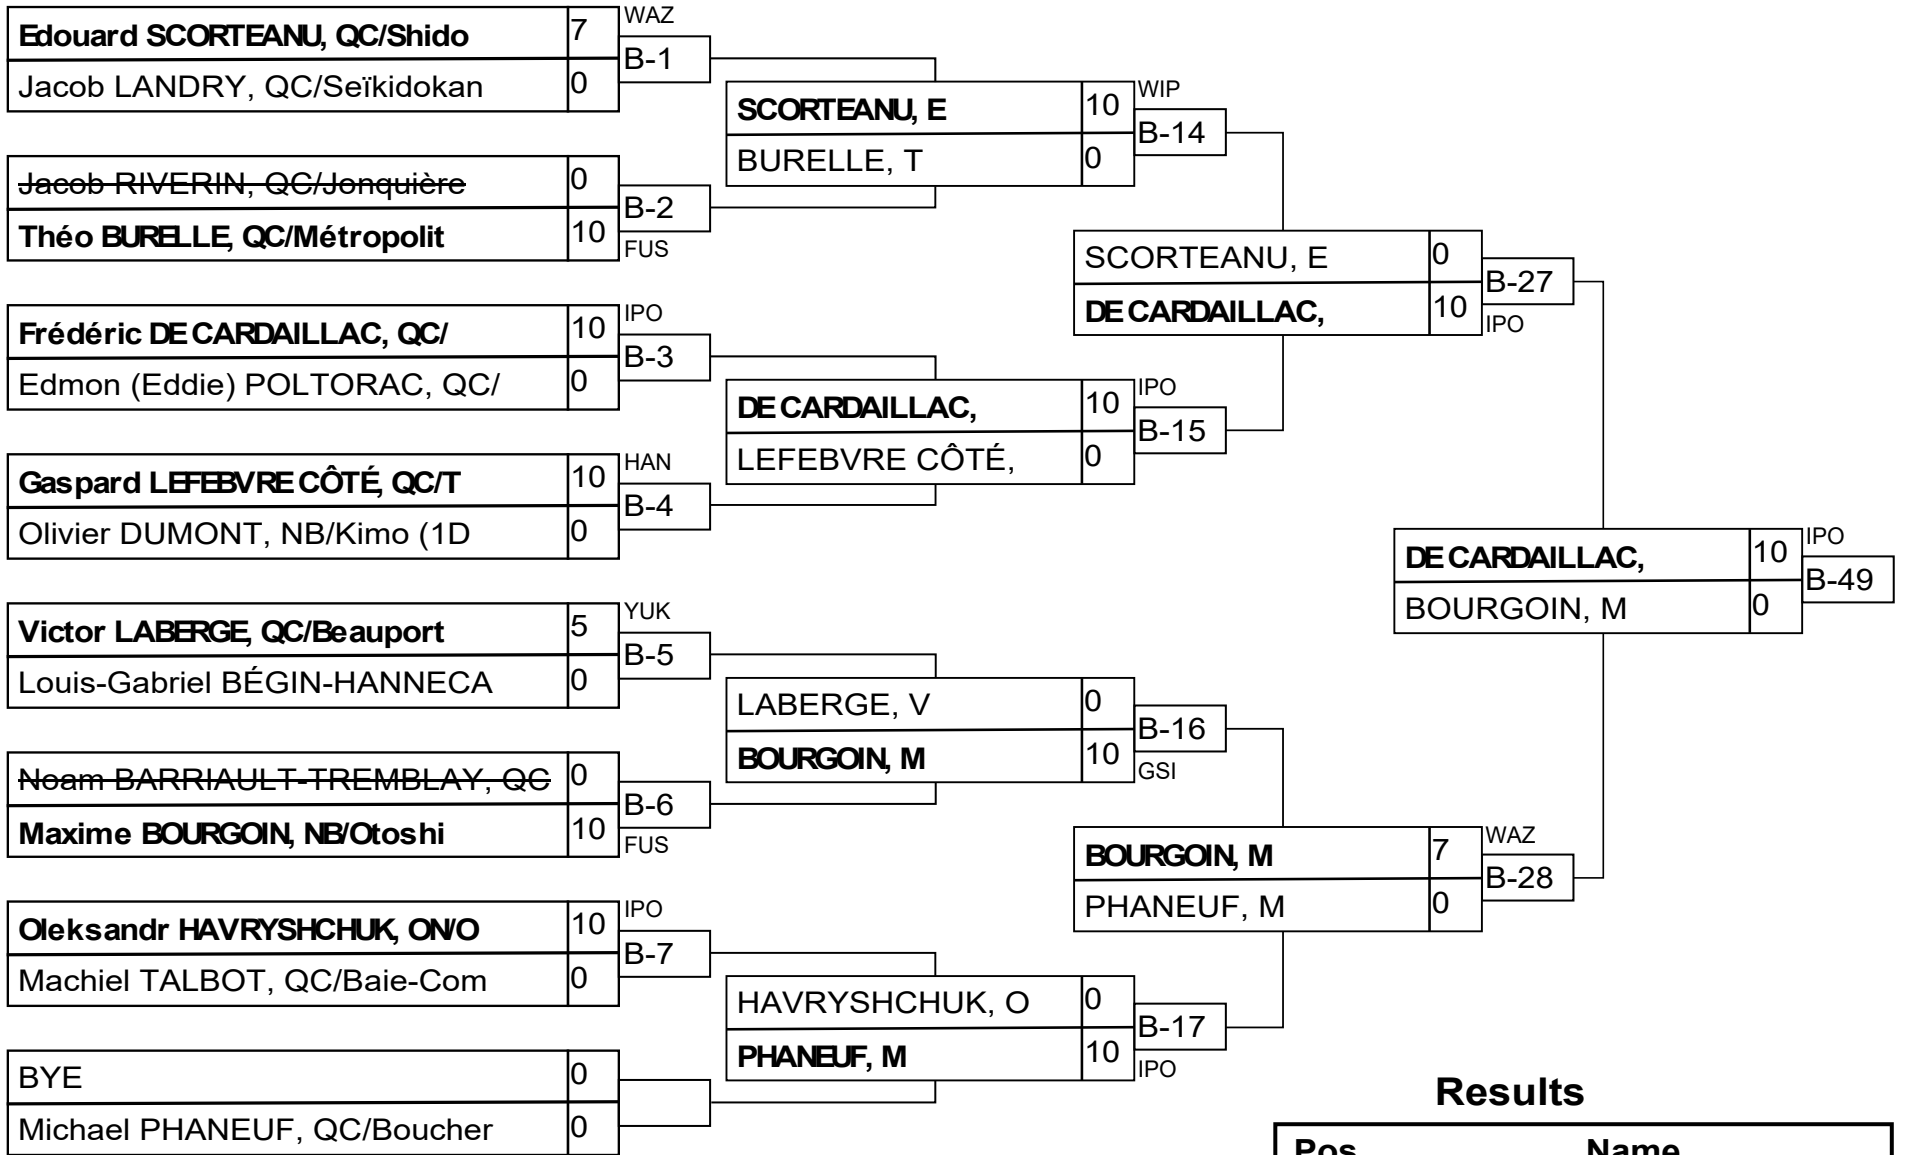 Edouard SCORTEANU, QC/Shido 7 WAZ
Jacob LANDRY, QC/Seïkidokan 0
B-1
Jacob RIVERIN, QC/Jonquière 0
Théo BURELLE, QC/Métropolit 10 FUS
B-2
Frédéric DE CARDAILLAC, QC/ 10 IPO
Edmon (Eddie) POLTORAC, QC/ 0
B-3
Gaspard LEFEBVRE CÔTÉ, QC/T 10 HAN
Olivier DUMONT, NB/Kimo (1D 0
B-4
Victor LABERGE, QC/Beauport 5 YUK
Louis-Gabriel BÉGIN-HANNECA 0
B-5
Noam BARRIAULT-TREMBLAY, QC 0
Maxime BOURGOIN, NB/Otoshi 10 FUS
B-6
Oleksandr HAVRYSHCHUK, ON/O 10 IPO
Machiel TALBOT, QC/Baie-Com 0
B-7
BYE 0
Michael PHANEUF, QC/Boucher 0
SCORTEANU, E 10 WIP
BURELLE, T 0
B-14
DE CARDAILLAC, 10 IPO
LEFEBVRE CÔTÉ, 0
B-15
LABERGE, V 0
BOURGOIN, M 10 GSI
B-16
HAVRYSHCHUK, O 0
PHANEUF, M 10 IPO
B-17
SCORTEANU, E 0
DE CARDAILLAC, 10 IPO
B-27
BOURGOIN, M 7 WAZ
PHANEUF, M 0
B-28
DE CARDAILLAC, 10 IPO
BOURGOIN, M 0
B-49
Results
Pos Name